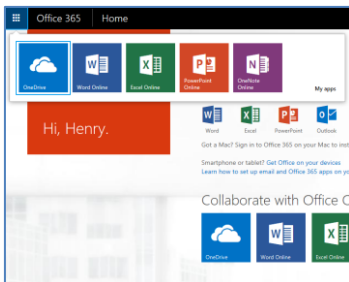 Office 365 Home
OneDrive Word Online Excel Online PowerPoint Online OneNote Online My apps
Hi, Henry.
Word Excel PowerPoint Outlook
Got a Mac? Sign in to Office 365 on your Mac to inst
Smartphone or tablet? Get Office on your devices
Learn how to set up email and Office 365 apps on yo
Collaborate with Office O
OneDrive Word Online Excel Online